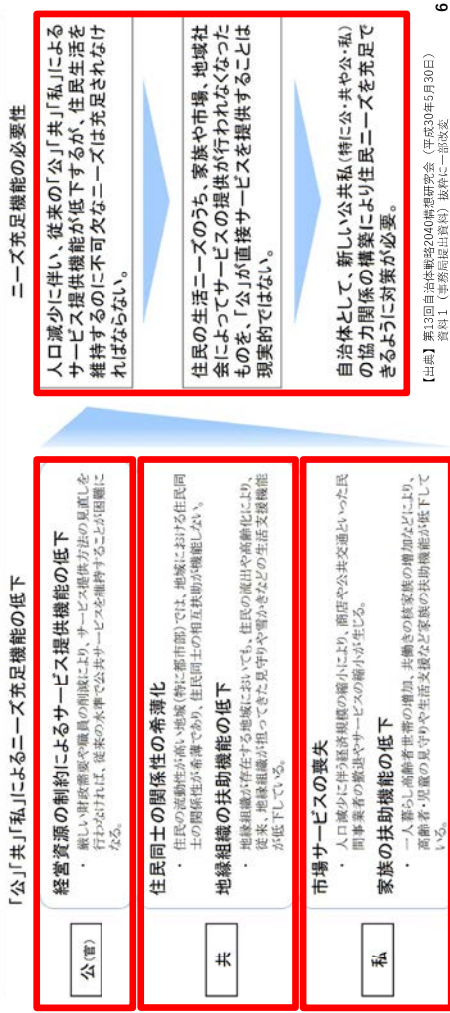 「公」「共」「私」によるニーズ充足機能の低下
公(官)
経営資源の制約によるサービス提供機能の低下
・ 厳しい財政雰囲や職員の削減により、サービス提供方法の見直しを
行わなければ、従来の水準で公共サービスを維持することが困難に
なる。
共
住民同士の関係性の希薄化
・ 住民の流動性が高い地域(特に都市部)では、地域における住民同
士の関係性が希薄であり、住民同士の相互扶助が機能しない。
地縁組織の扶助機能の低下
・ 地縁組織が存在する地域においても、住民の流出や高齢化により、
従来、地縁組織が担ってきた見守りや雪かきなどの生活支援機能
が低下している。
私
市場サービスの喪失
・ 人口減少に伴う経済規模の縮小により、商店や公共交通といった民
間事業者の撤退やサービスの縮小が生じる。
家族の扶助機能の低下
・ 一人暮らし高齢者世帯の増加、共働きの核家族の増加などにより、
高齢者・児童の見守りや生活支援など家族の扶助機能が低下して
いる。
ニーズ充足機能の必要性
人口減少に伴い、従来の「公」「共」「私」による
サービス提供機能が低下するが、住民生活を
維持するのに不可欠なニーズは充足されなけ
ればならない。
住民の生活ニーズのうち、家族や市場、地域社
会によってサービスの提供が行われなくなった
ものを、「公」が直接サービスを提供することは
現実的ではない。
自治体として、新しい公共私(特に公・共や公・私)
の協力関係の構築により住民ニーズを充足で
きるように対策が必要。
【出典】第13回自治体戦略2040構想研究会(平成30年5月30日)
資料1(事務局提出資料)抜粋に一部改変
6